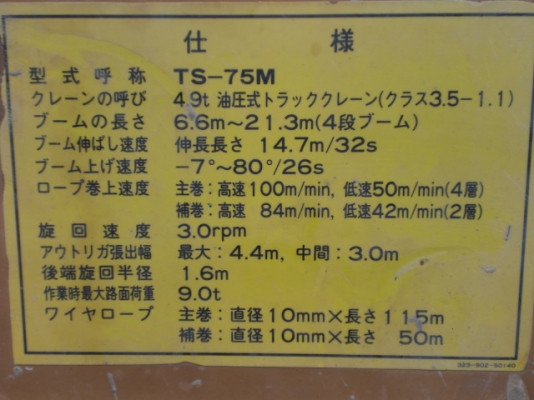 仕様
型式呼称 TS-75M
クレーンの呼び 4.9t 油圧式トラッククレーン(クラス3.5-1.1)
ブームの長さ 6.6m〜21.3m(4段ブーム)
ブーム伸ばし速度 伸長長さ 14.7m/32s
ブーム上げ速度 -7°〜80°/26s
ロープ巻上速度 主巻:高速100m/min, 低速50m/min(4層)
補巻:高速 84m/min, 低速42m/min(2層)
旋回速度 3.0rpm
アウトリガ張出幅 最大:4.4m, 中間:3.0m
後端旋回半径 1.6m
作業時最大路面荷重 9.0t
ワイヤロープ 主巻:直径10mm×長さ115m
補巻:直径10mm×長さ 50m